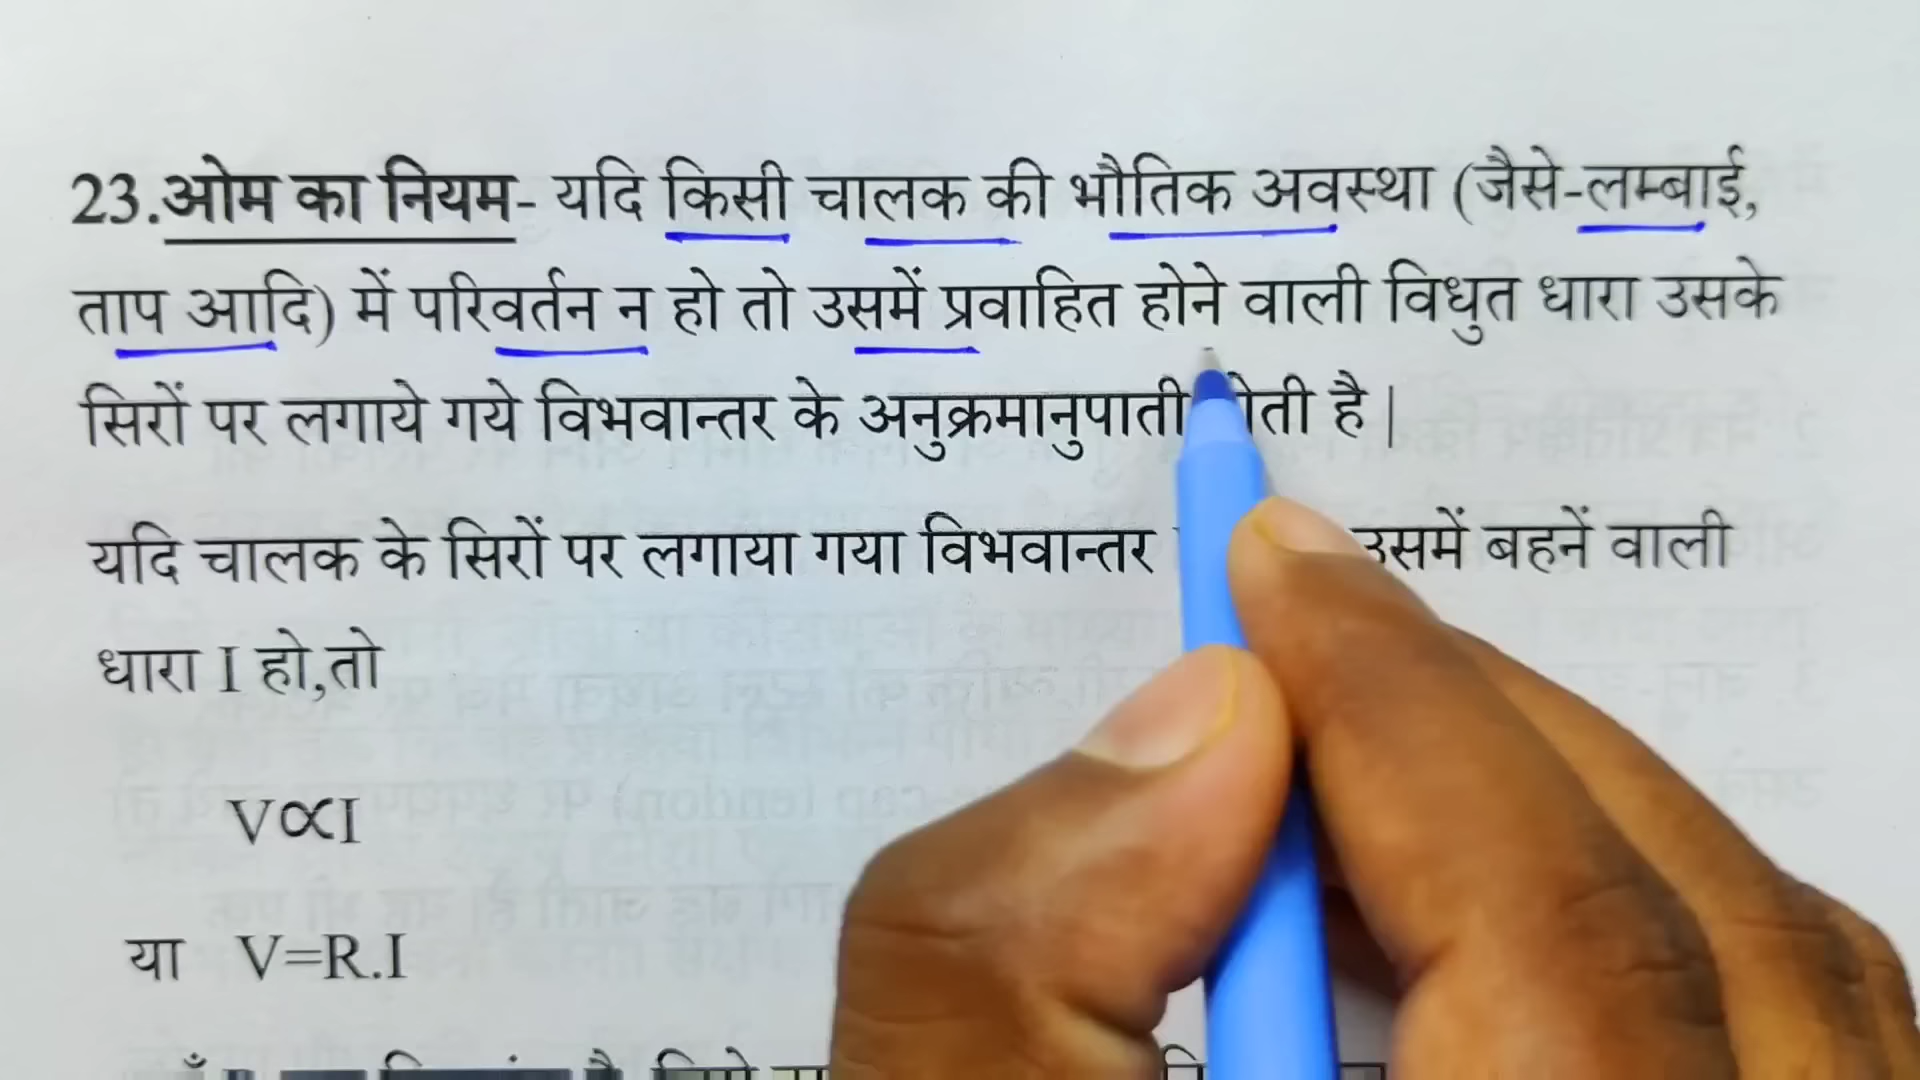 23.ओम का नियम- यदि किसी चालक की भौतिक अवस्था (जैसे-लम्बाई,
ताप आदि) में परिवर्तन न हो तो उसमें प्रवाहित होने वाली विधुत धारा उसके
सिरों पर लगाये गये विभवान्तर के अनुक्रमानुपाती है |
यदि चालक के सिरों पर लगाया गया विभवान्तर उसमें बहनें वाली
धारा I हो,तो
V∝I
या V=R.I